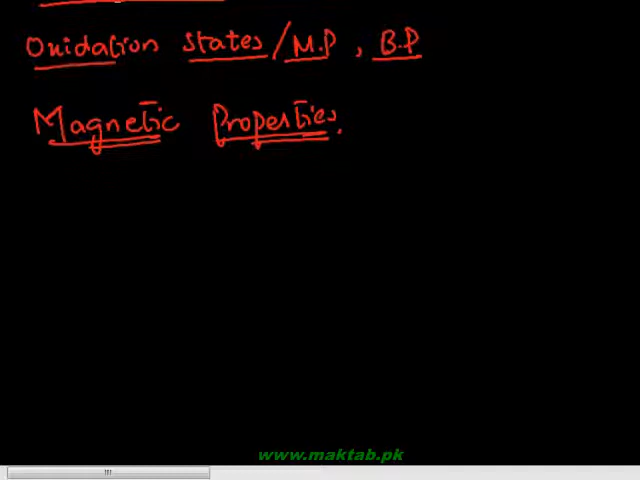 Oxidation states / M.P , B.P
Magnetic Properties.
www.maktab.pk